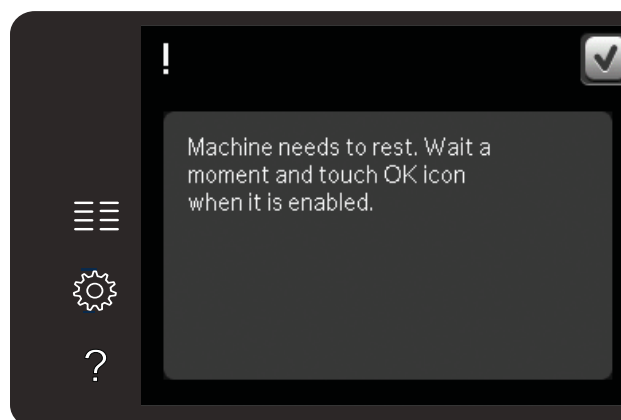 !
Machine needs to rest. Wait a
moment and touch OK icon
when it is enabled.
?